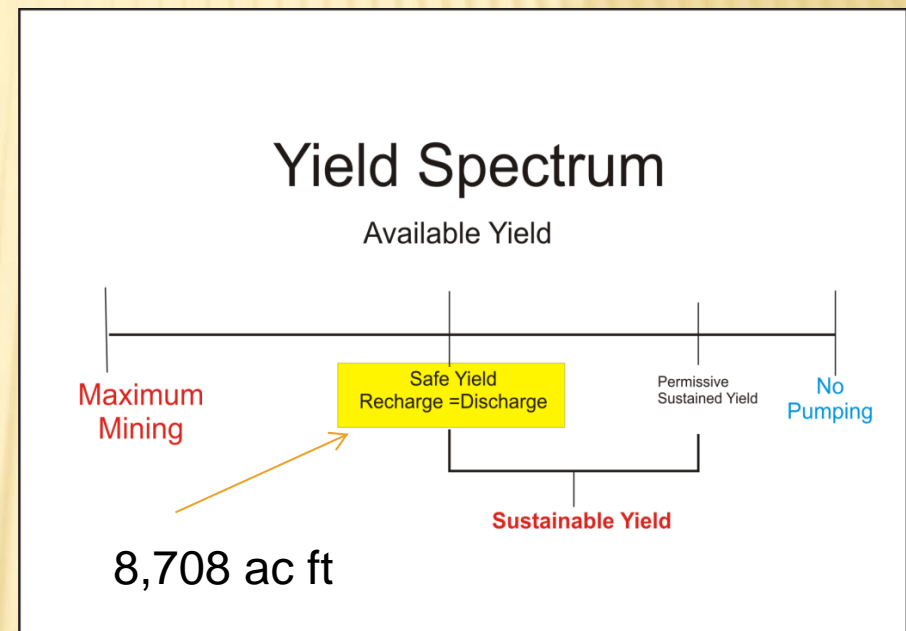 Yield Spectrum
Available Yield
Maximum
Mining
Safe Yield
Recharge =Discharge
Permissive
Sustained Yield
No
Pumping
Sustainable Yield
8,708 ac ft